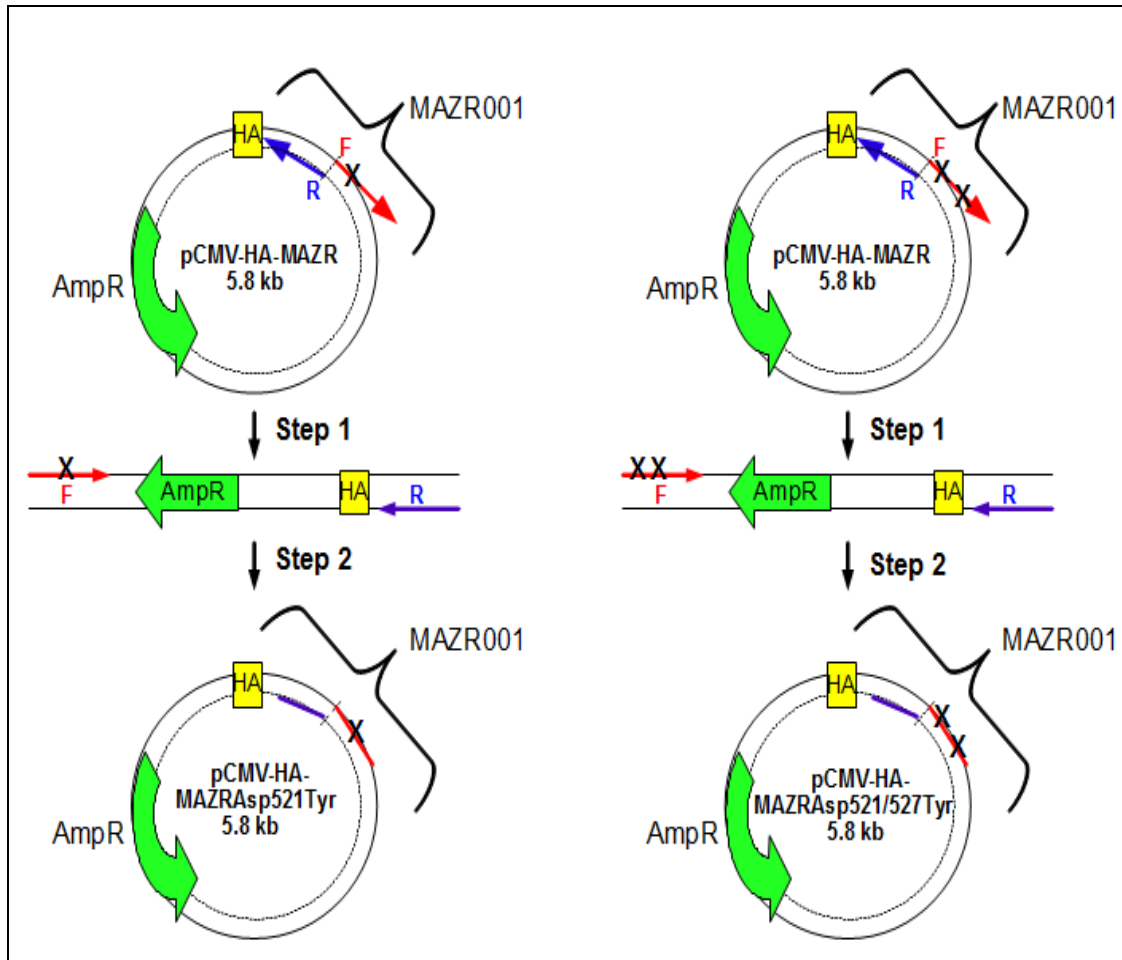 MAZR001
HA
F
X
R
pCMV-HA-MAZR
5.8 kb
AmpR
Step 1
X
F
AmpR
HA
R
Step 2
MAZR001
HA
X
pCMV-HA-
MAZRAsp521Tyr
5.8 kb
AmpR
MAZR001
HA
F
X
X
R
pCMV-HA-MAZR
5.8 kb
AmpR
Step 1
X X
F
AmpR
HA
R
Step 2
MAZR001
HA
X
X
pCMV-HA-
MAZRAsp521/527Tyr
5.8 kb
AmpR